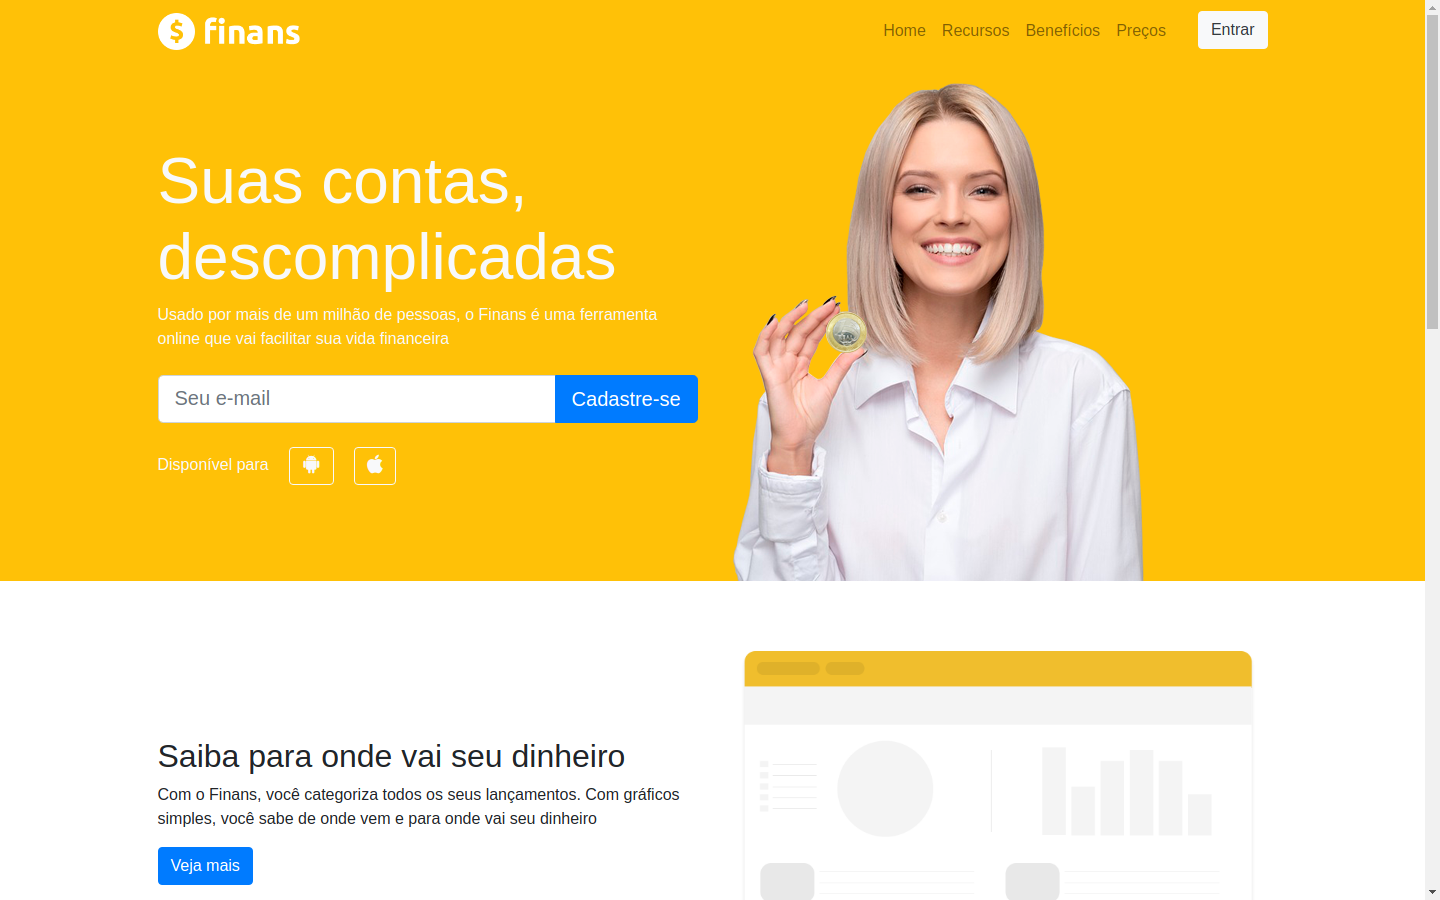 finans
Home Recursos Benefícios Preços Entrar
Suas contas,
descomplicadas
Usado por mais de um milhão de pessoas, o Finans é uma ferramenta
online que vai facilitar sua vida financeira
Seu e-mail Cadastre-se
Disponível para
Saiba para onde vai seu dinheiro
Com o Finans, você categoriza todos os seus lançamentos. Com gráficos
simples, você sabe de onde vem e para onde vai seu dinheiro
Veja mais